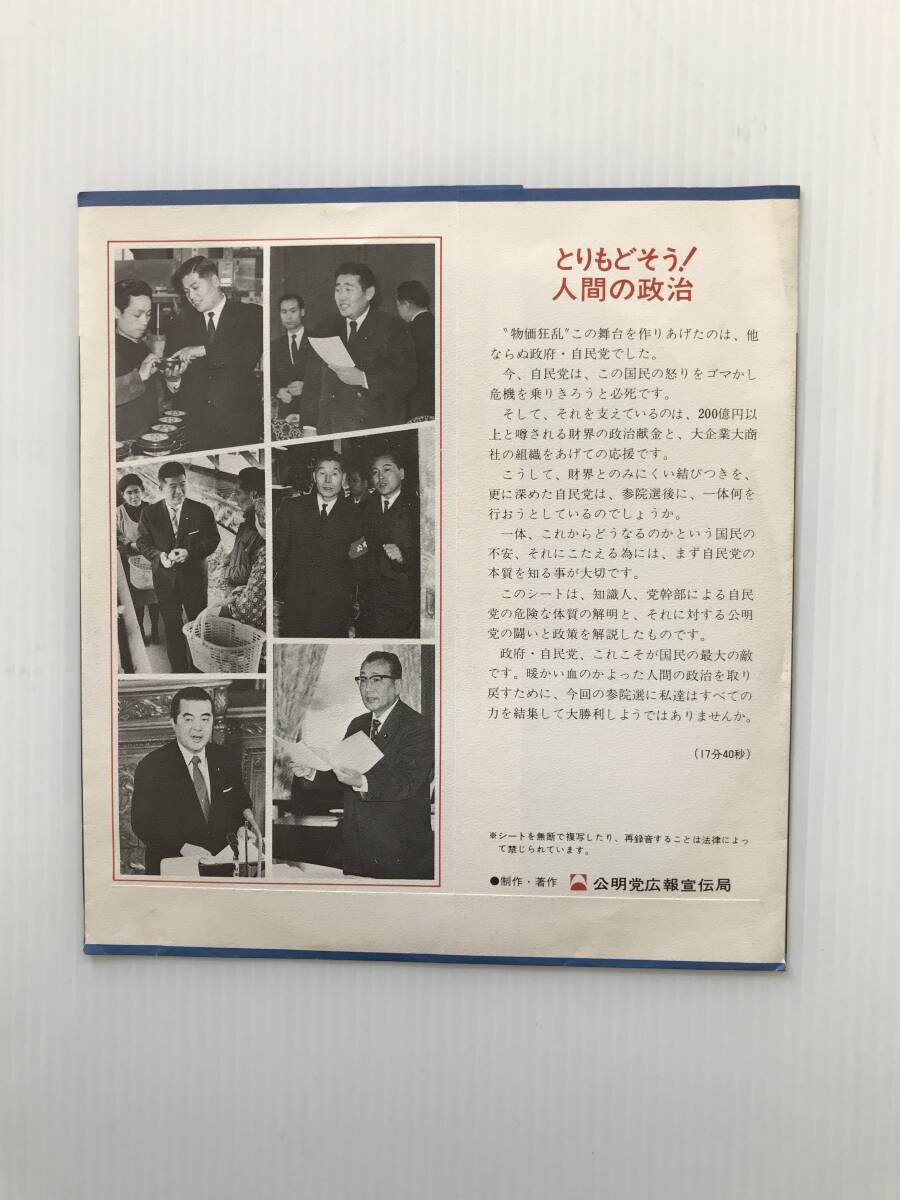 とりもどそう!
人間の政治
〝物価狂乱〟この舞台を作りあげたのは、他
ならぬ政府・自民党でした。
今、自民党は、この国民の怒りをゴマかし
危機を乗りきろうと必死です。
そして、それを支えているのは、200億円以
上と噂される財界の政治献金と、大企業大商
社の組織をあげての応援です。
こうして、財界とのみにくい結びつきを、
更に深めた自民党は、参院選後に、一体何を
行おうとしているのでしょうか。
一体、これからどうなるのかという国民の
不安、それにこたえる為には、まず自民党の
本質を知る事が大切です。
このシートは、知識人、党幹部による自民
党の危険な体質の解明と、それに対する公明
党の闘いと政策を解説したものです。
政府・自民党、これこそが国民の最大の敵
です。暖かい血のかよった人間の政治を取り
戻すために、今回の参院選に私達はすべての
力を結集して大勝利しようではありませんか。
(17分40秒)
※シートを無断で複写したり、再録音することは法律によっ
て禁じられています。
●制作・著作 公明党広報宣伝局